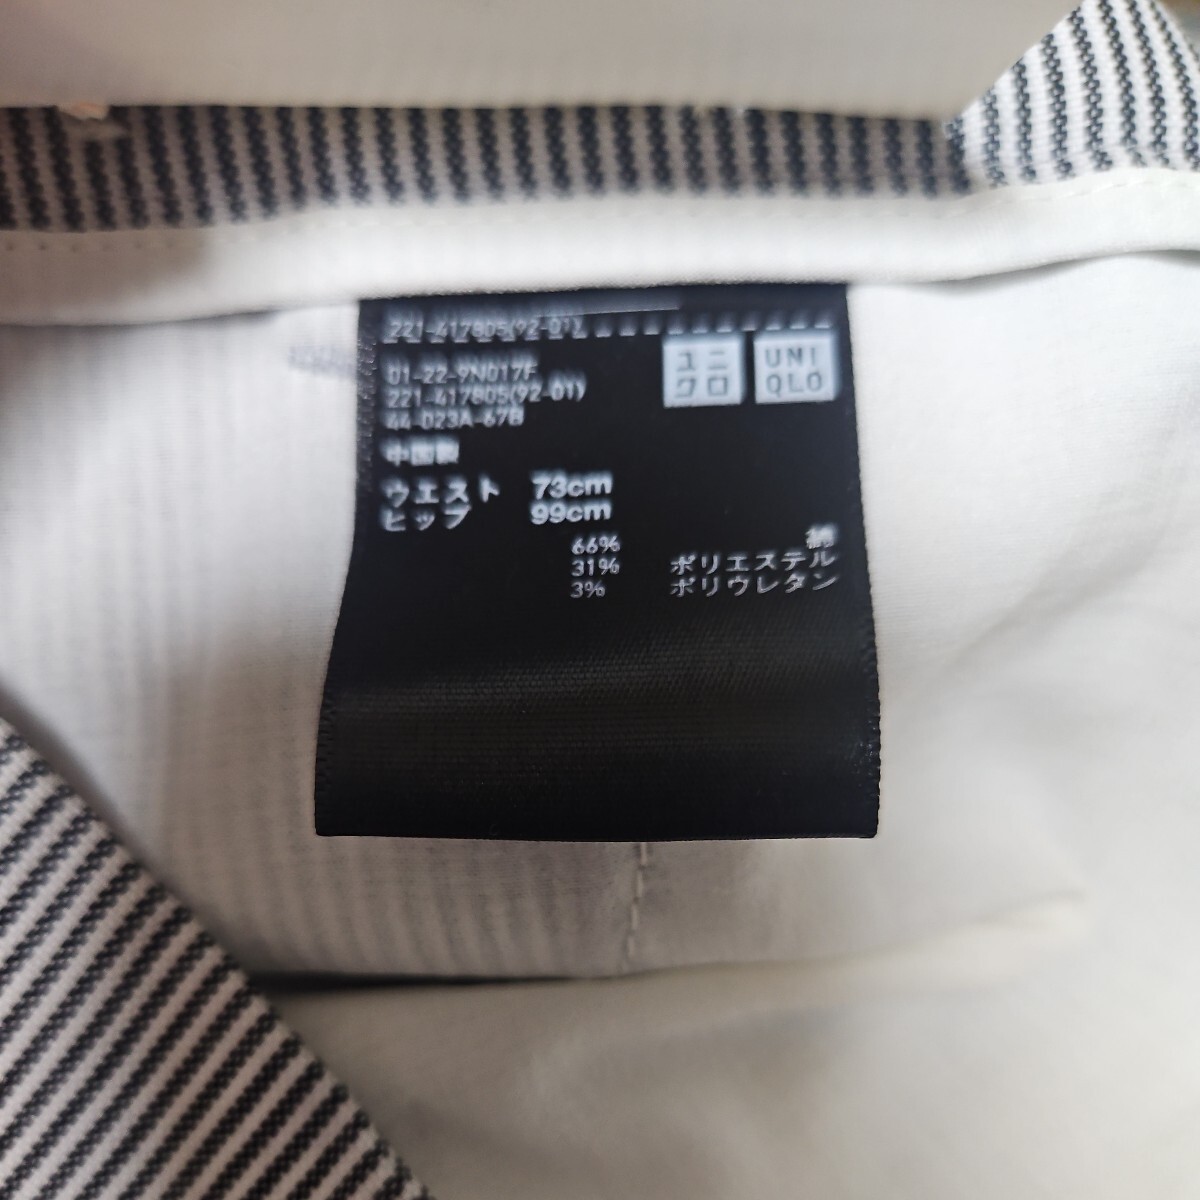 221-417805(92-01)
01-22-9N017F
221-417805(92-01)
44-023A-67B
中国製
ユニ
クロ
UNI
QLO
ウエスト 73cm
ヒップ 99cm
66% 綿
31% ポリエステル
3% ポリウレタン